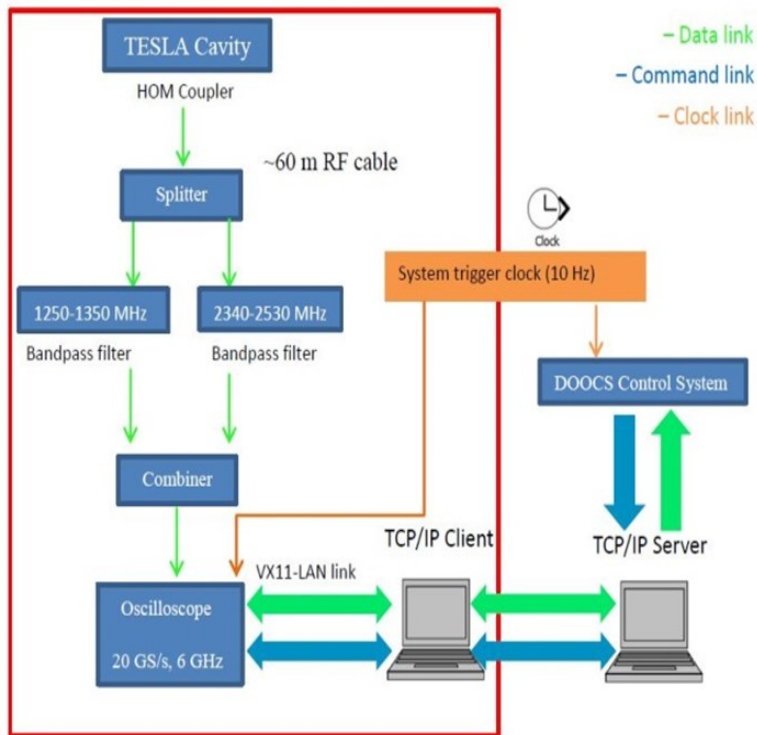 TESLA Cavity
HOM Coupler
– Data link
– Command link
– Clock link
~60 m RF cable
Splitter
Clock
System trigger clock (10 Hz)
1250-1350 MHz
2340-2530 MHz
Bandpass filter
Bandpass filter
DOOCS Control System
Combiner
TCP/IP Client
TCP/IP Server
VX11-LAN link
Oscilloscope
20 GS/s, 6 GHz